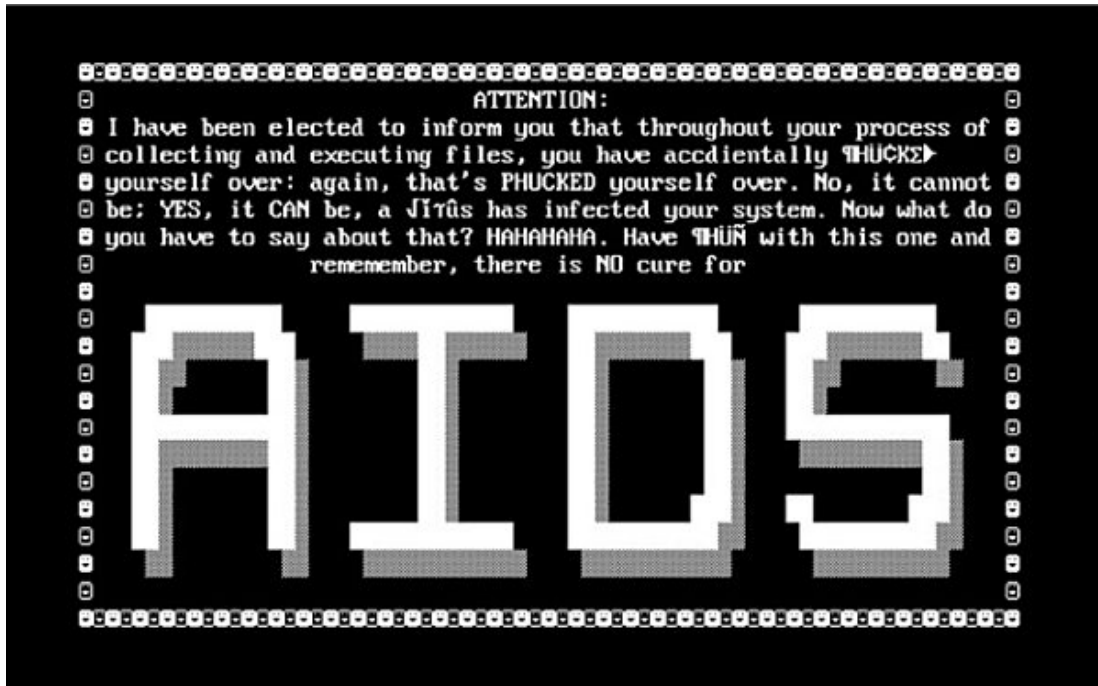 ATTENTION:
I have been elected to inform you that throughout your process of
collecting and executing files, you have accdientally ¶HÜ¢KΣ►
yourself over: again, that's PHUCKED yourself over. No, it cannot
be; YES, it CAN be, a √ìτûs has infected your system. Now what do
you have to say about that? HAHAHAHA. Have ¶HÜÑ with this one and
rememember, there is NO cure for
AIDS